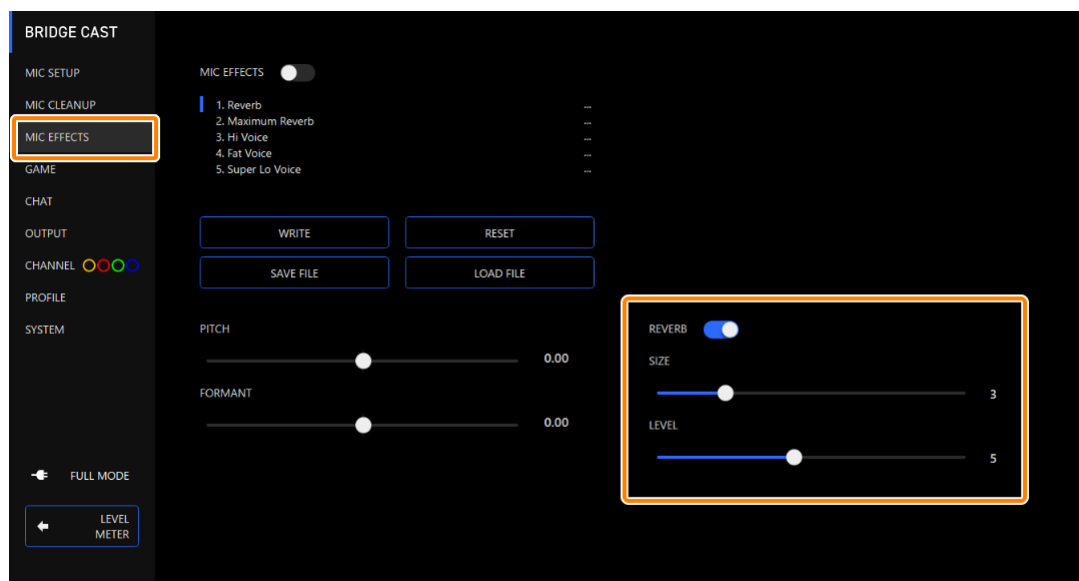 BRIDGE CAST
MIC SETUP
MIC CLEANUP
MIC EFFECTS
GAME
CHAT
OUTPUT
CHANNEL
PROFILE
SYSTEM
FULL MODE
LEVEL
METER
MIC EFFECTS
1. Reverb ...
2. Maximum Reverb ...
3. Hi Voice ...
4. Fat Voice ...
5. Super Lo Voice ...
WRITE
RESET
SAVE FILE
LOAD FILE
PITCH
0.00
FORMANT
0.00
REVERB
SIZE
3
LEVEL
5